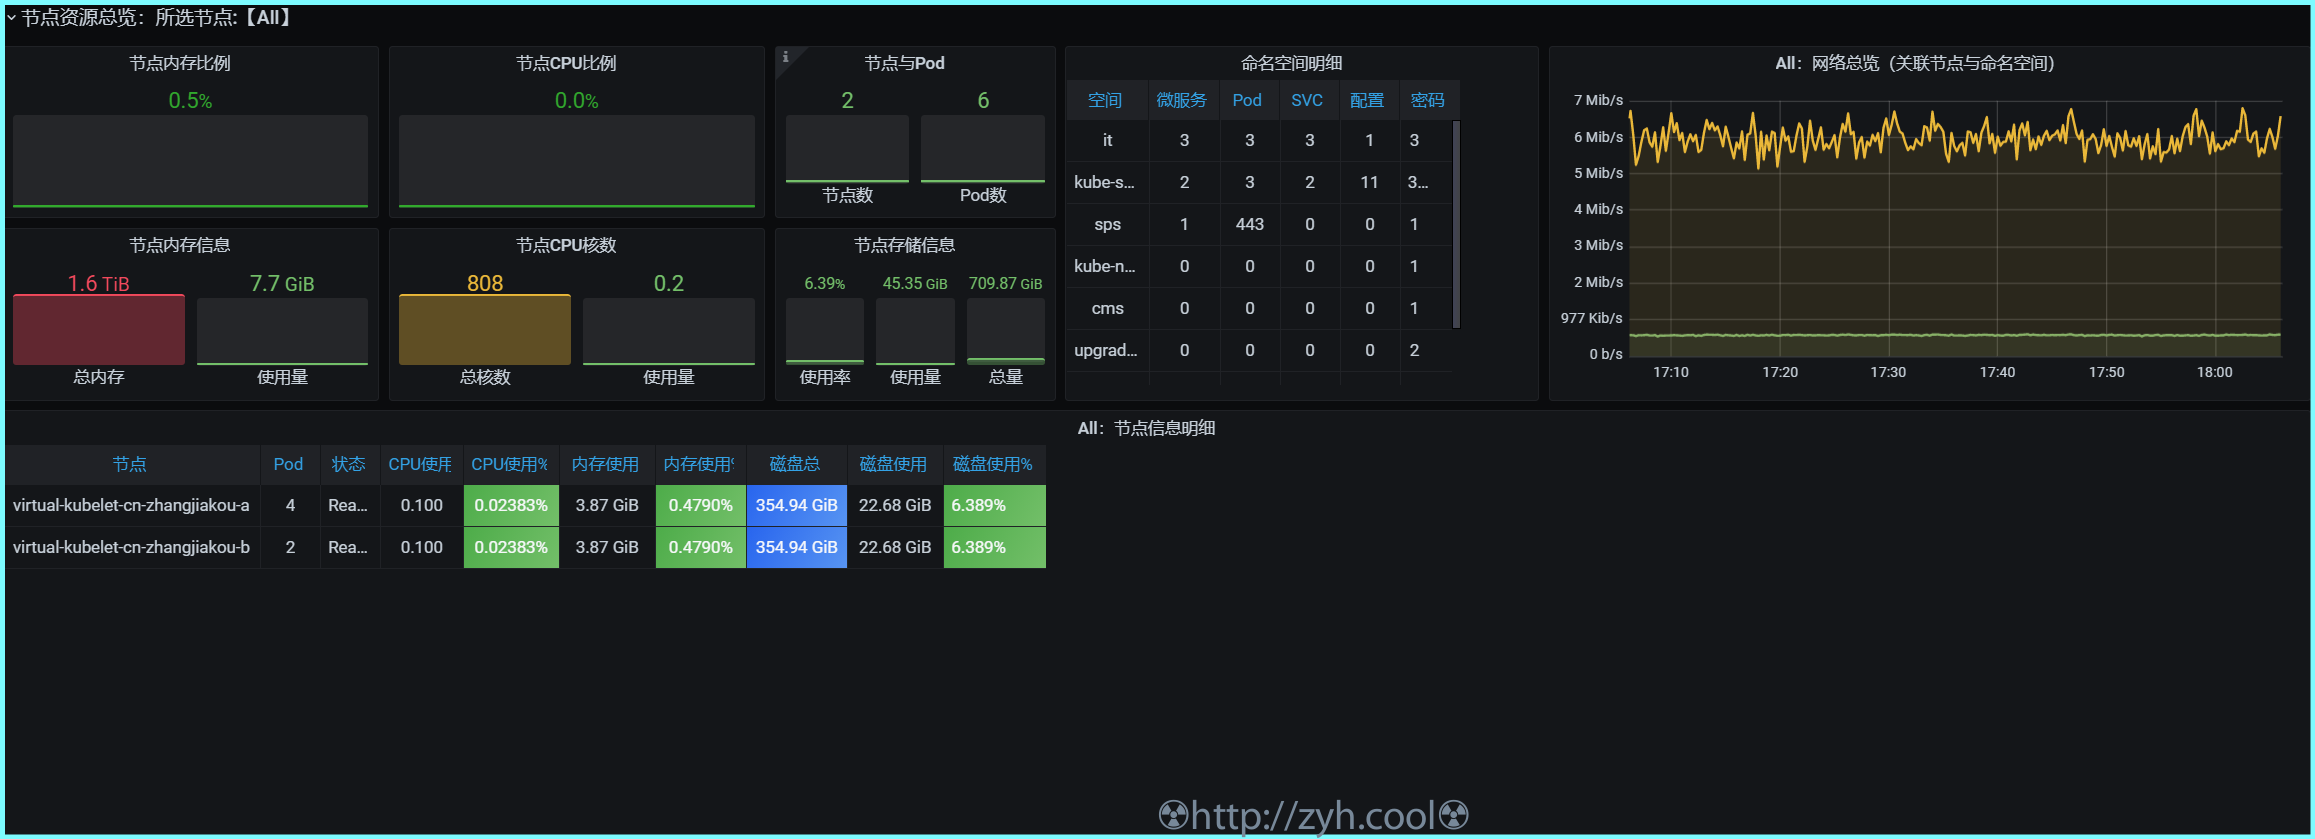 节点资源总览：所选节点:【All】
节点内存比例
0.5%
节点CPU比例
0.0%
节点与Pod
2 6
节点数 Pod数
命名空间明细
空间 微服务 Pod SVC 配置 密码
it 3 3 3 1 3
kube-s... 2 3 2 11 3...
sps 1 443 0 0 1
kube-n... 0 0 0 0 1
cms 0 0 0 0 1
upgrad... 0 0 0 0 2
All：网络总览（关联节点与命名空间）
7 Mib/s
6 Mib/s
5 Mib/s
4 Mib/s
3 Mib/s
2 Mib/s
977 Kib/s
0 b/s
17:10 17:20 17:30 17:40 17:50 18:00
节点内存信息
1.6 TiB 7.7 GiB
总内存 使用量
节点CPU核数
808 0.2
总核数 使用量
节点存储信息
6.39% 45.35 GiB 709.87 GiB
使用率 使用量 总量
All：节点信息明细
节点 Pod 状态 CPU使用 CPU使用% 内存使用 内存使用% 磁盘总 磁盘使用 磁盘使用%
virtual-kubelet-cn-zhangjiakou-a 4 Rea... 0.100 0.02383% 3.87 GiB 0.4790% 354.94 GiB 22.68 GiB 6.389%
virtual-kubelet-cn-zhangjiakou-b 2 Rea... 0.100 0.02383% 3.87 GiB 0.4790% 354.94 GiB 22.68 GiB 6.389%
☢http://zyh.cool☢